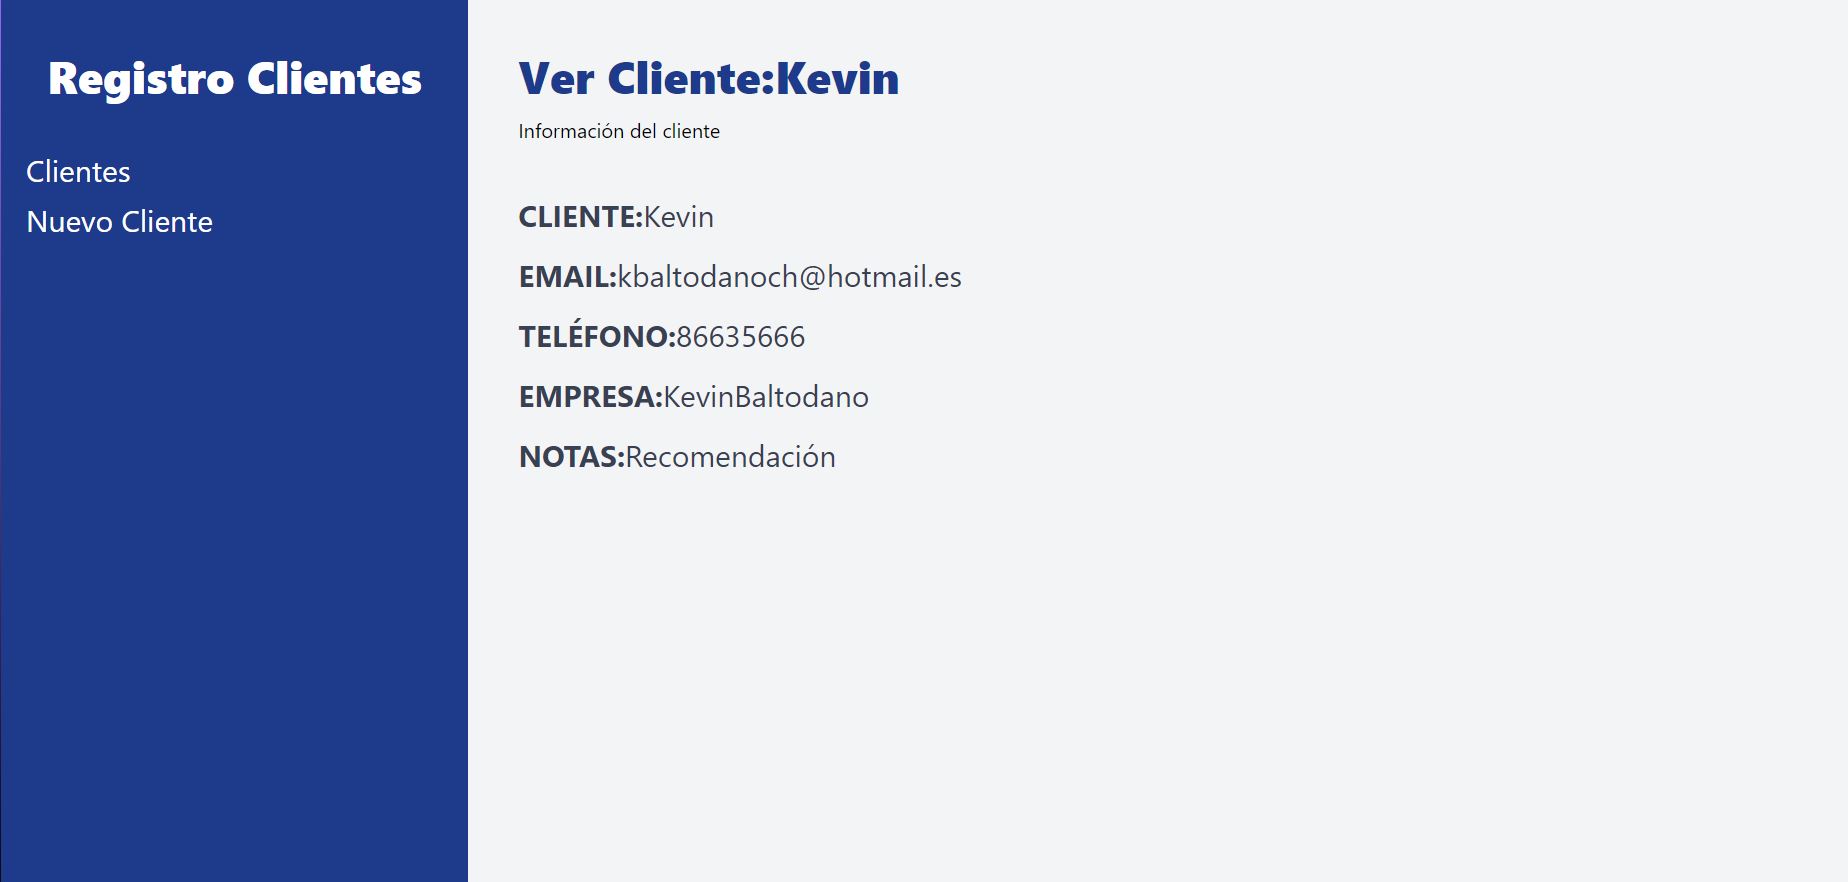 Registro Clientes
Clientes
Nuevo Cliente
Ver Cliente:Kevin
Información del cliente
CLIENTE:Kevin
EMAIL:kbaltodanoch@hotmail.es
TELÉFONO:86635666
EMPRESA:KevinBaltodano
NOTAS:Recomendación